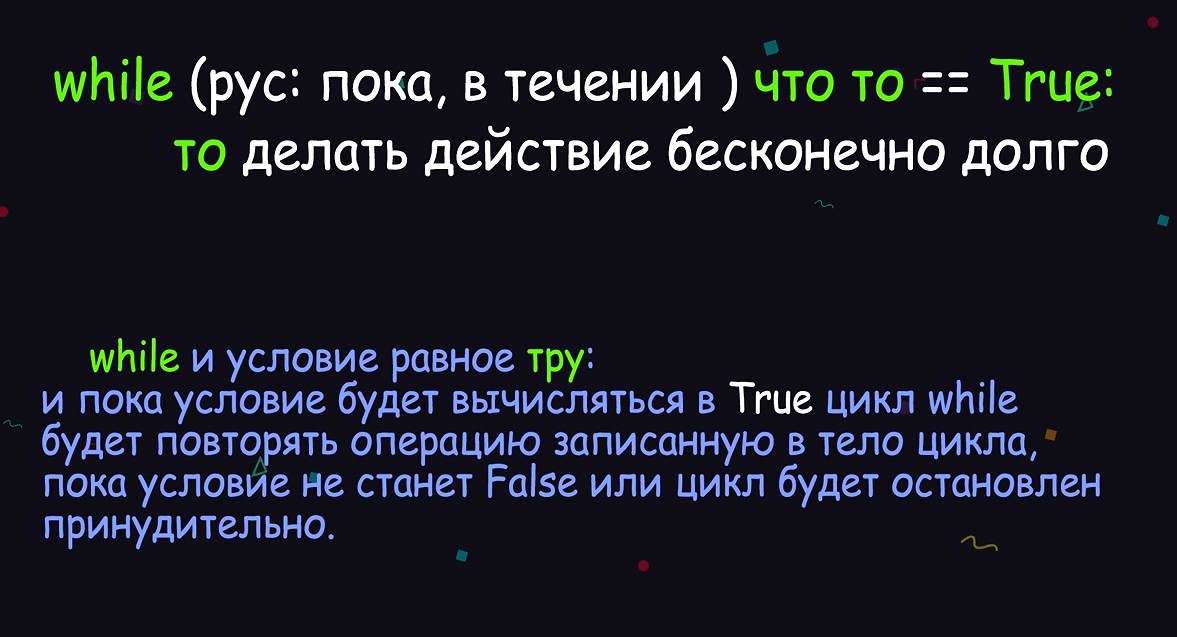 while (рус: пока, в течении ) что то == True:
то делать действие бесконечно долго
while и условие равное тру:
и пока условие будет вычисляться в True цикл while
будет повторять операцию записанную в тело цикла,
пока условие не станет False или цикл будет остановлен
принудительно.